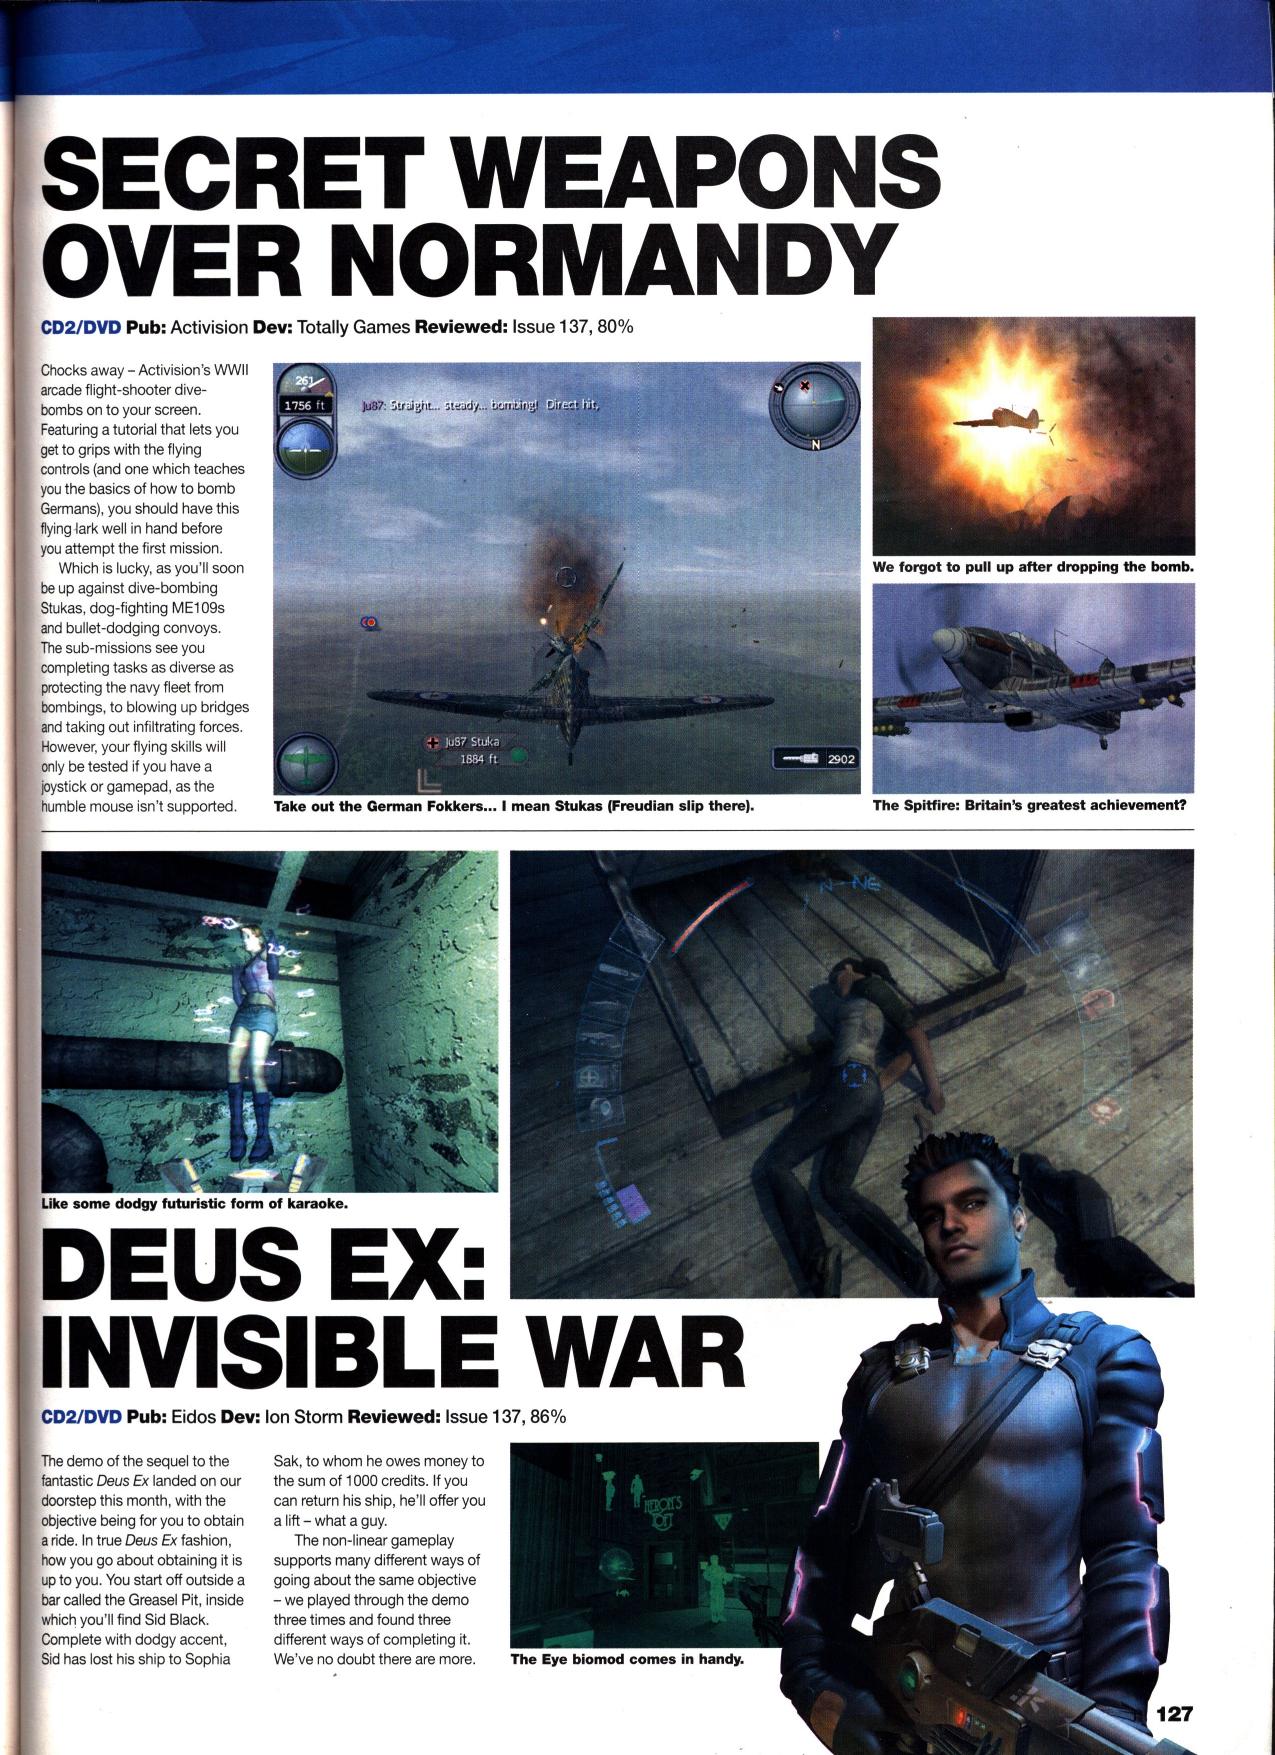 SECRET WEAPONS
OVER NORMANDY
CD2/DVD Pub: Activision Dev: Totally Games Reviewed: Issue 137, 80%
Chocks away – Activision's WWII
arcade flight-shooter dive-
bombs on to your screen.
Featuring a tutorial that lets you
get to grips with the flying
controls (and one which teaches
you the basics of how to bomb
Germans), you should have this
flying lark well in hand before
you attempt the first mission.
Which is lucky, as you'll soon
be up against dive-bombing
Stukas, dog-fighting ME109s
and bullet-dodging convoys.
The sub-missions see you
completing tasks as diverse as
protecting the navy fleet from
bombings, to blowing up bridges
and taking out infiltrating forces.
However, your flying skills will
only be tested if you have a
joystick or gamepad, as the
humble mouse isn't supported.
261
1756 ft
Ju87: Straight... steady... bombing! Direct hit,
N
Ju87 Stuka
1884 ft
2902
Take out the German Fokkers... I mean Stukas (Freudian slip there).
We forgot to pull up after dropping the bomb.
The Spitfire: Britain's greatest achievement?
Like some dodgy futuristic form of karaoke.
N NE
DEUS EX:
INVISIBLE WAR
CD2/DVD Pub: Eidos Dev: Ion Storm Reviewed: Issue 137, 86%
The demo of the sequel to the
fantastic Deus Ex landed on our
doorstep this month, with the
objective being for you to obtain
a ride. In true Deus Ex fashion,
how you go about obtaining it is
up to you. You start off outside a
bar called the Greasel Pit, inside
which you'll find Sid Black.
Complete with dodgy accent,
Sid has lost his ship to Sophia
Sak, to whom he owes money to
the sum of 1000 credits. If you
can return his ship, he'll offer you
a lift – what a guy.
The non-linear gameplay
supports many different ways of
going about the same objective
– we played through the demo
three times and found three
different ways of completing it.
We've no doubt there are more.
HERON'S
LOFT
The Eye biomod comes in handy.
127